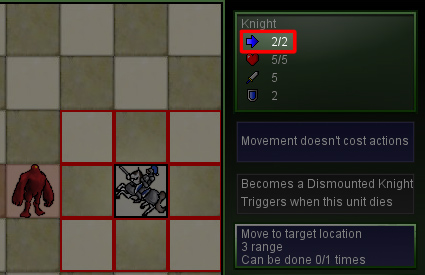 Knight
2/2
5/5
5
2
Movement doesn't cost actions
Becomes a Dismounted Knight
Triggers when this unit dies
Move to target location
3 range
Can be done 0/1 times